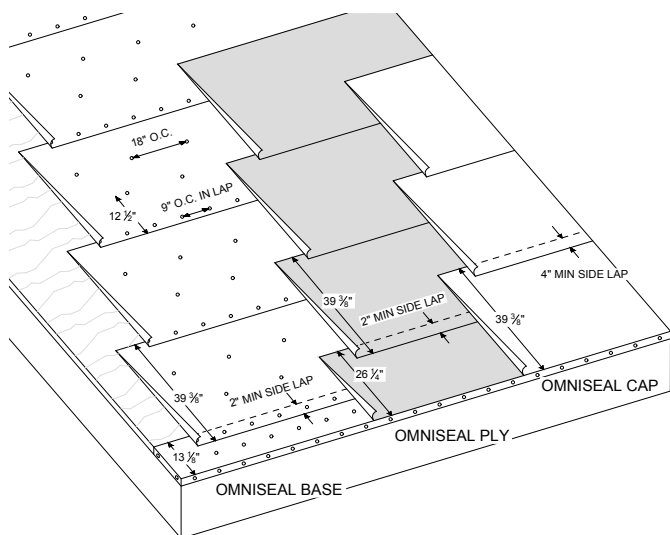 18" O.C.
9" O.C. IN LAP
12 ½"
4" MIN SIDE LAP
39 ⅜"
2" MIN SIDE LAP
39 ⅜"
26 ¼"
39 ⅜"
2" MIN SIDE LAP
OMNISEAL CAP
OMNISEAL PLY
13 ⅛"
OMNISEAL BASE